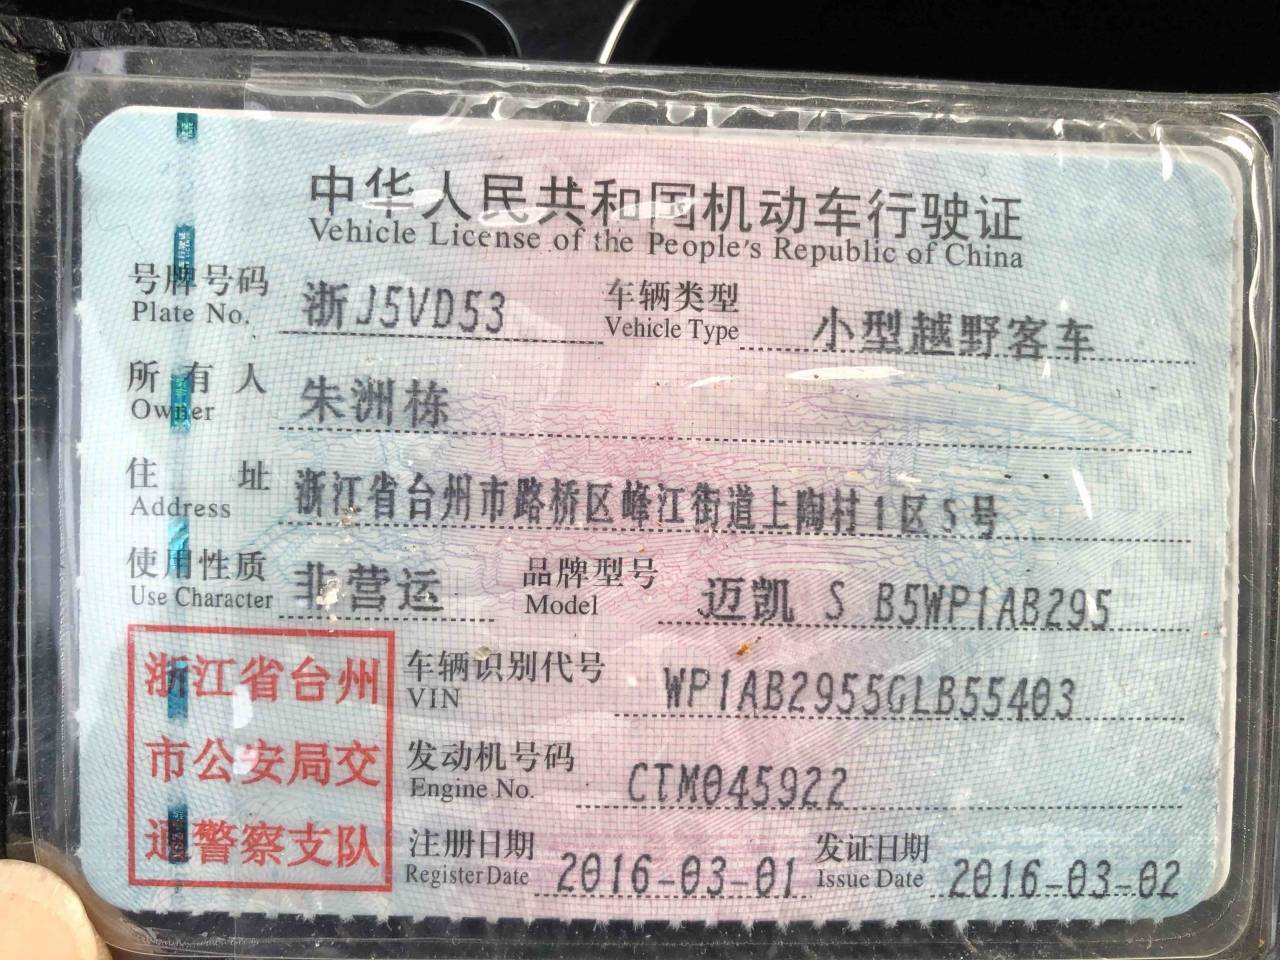 中华人民共和国机动车行驶证
Vehicle License of the People's Republic of China
号牌号码 浙J5VD53 车辆类型 小型越野客车
Plate No. Vehicle Type
所有人 朱洲栋
Owner
住址 浙江省台州市路桥区峰江街道上陶村1区5号
Address
使用性质 非营运 品牌型号 迈凯 S B5WP1AB295
Use Character Model
浙江省台州
市公安局交
通警察支队
车辆识别代号 WP1AB2955GLB55403
VIN
发动机号码 CTM045922
Engine No.
注册日期 2016-03-01 发证日期 2016-03-02
Register Date Issue Date